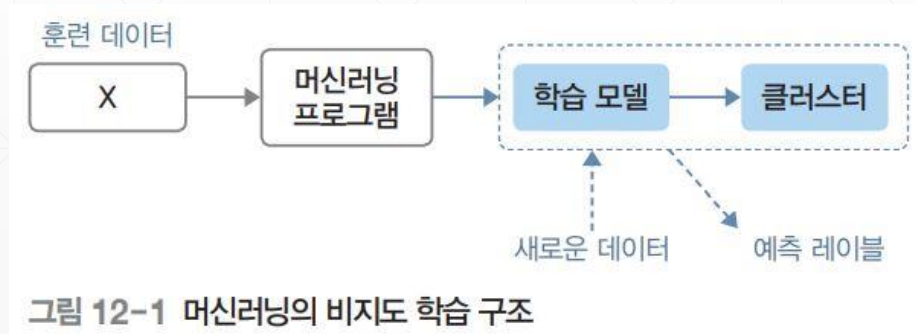 훈련 데이터
X
머신러닝
프로그램
학습 모델
클러스터
새로운 데이터
예측 레이블
그림 12-1 머신러닝의 비지도 학습 구조